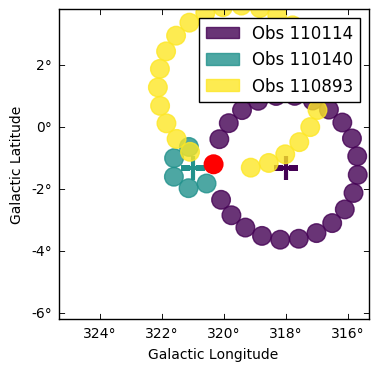 Obs 110114
Obs 110140
Obs 110893
2°
0°
-2°
-4°
-6°
Galactic Latitude
324° 322° 320° 318° 316°
Galactic Longitude